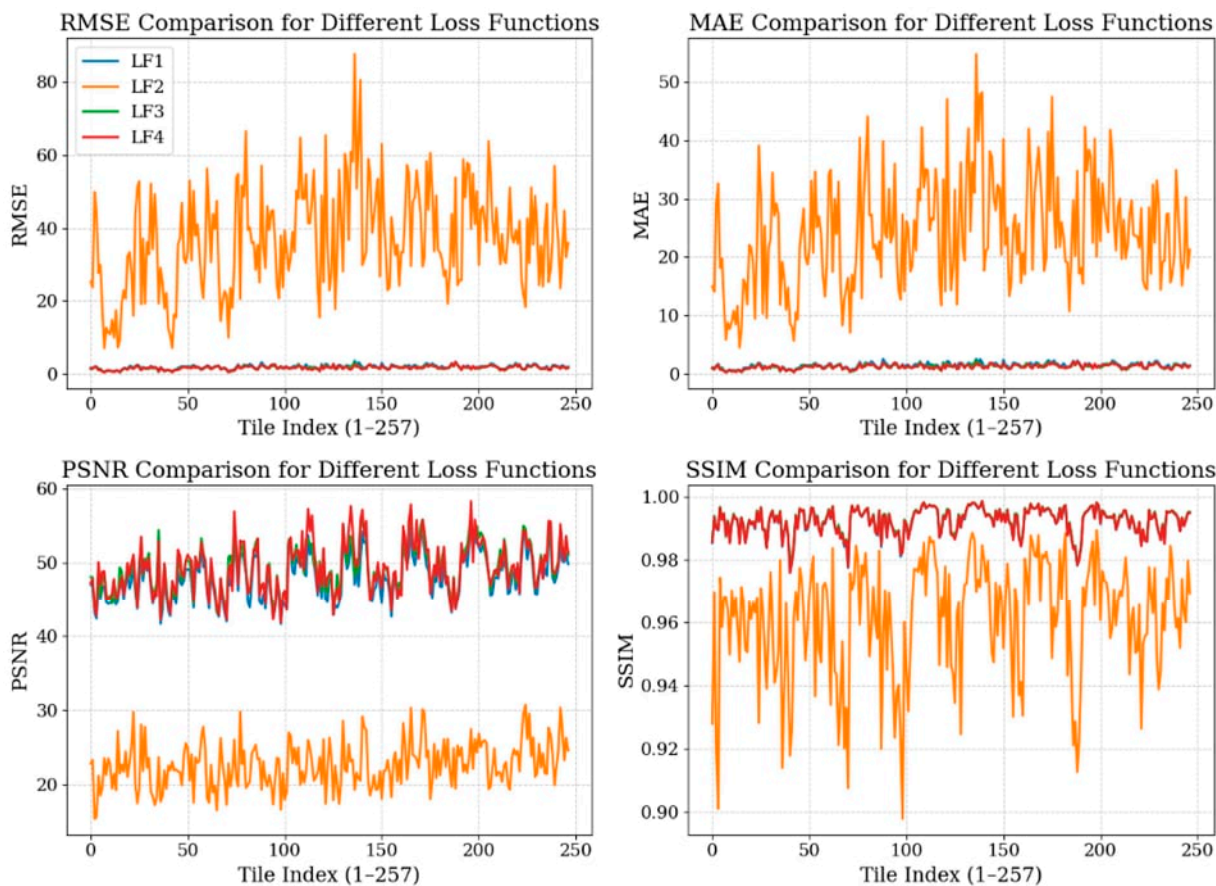 RMSE Comparison for Different Loss Functions
LF1
LF2
LF3
LF4
RMSE
80
60
40
20
0
0 50 100 150 200 250
Tile Index (1–257)
MAE Comparison for Different Loss Functions
MAE
50
40
30
20
10
0
0 50 100 150 200 250
Tile Index (1–257)
PSNR Comparison for Different Loss Functions
PSNR
60
50
40
30
20
0 50 100 150 200 250
Tile Index (1–257)
SSIM Comparison for Different Loss Functions
SSIM
1.00
0.98
0.96
0.94
0.92
0.90
0 50 100 150 200 250
Tile Index (1–257)